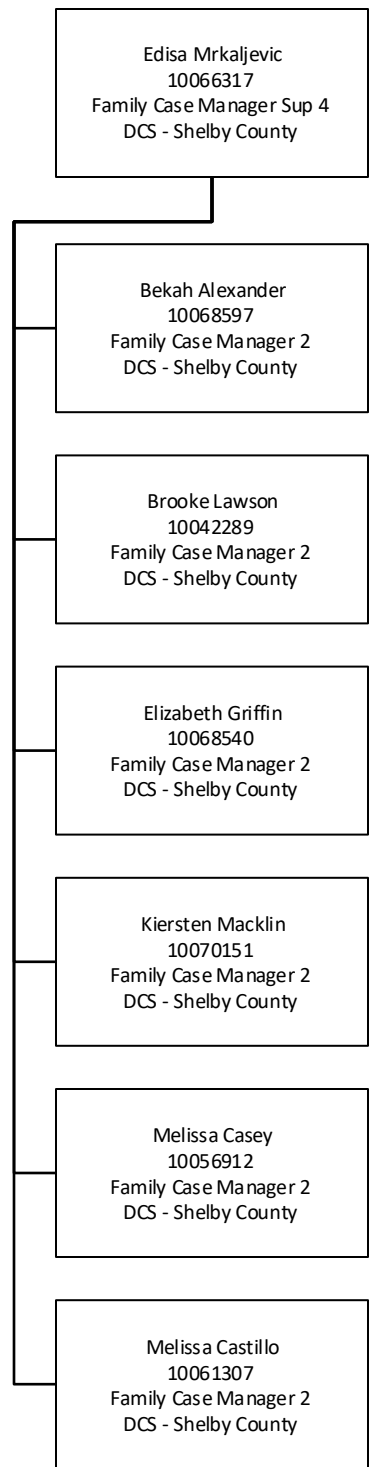 Edisa Mrkaljevic
10066317
Family Case Manager Sup 4
DCS - Shelby County
Bekah Alexander
10068597
Family Case Manager 2
DCS - Shelby County
Brooke Lawson
10042289
Family Case Manager 2
DCS - Shelby County
Elizabeth Griffin
10068540
Family Case Manager 2
DCS - Shelby County
Kiersten Macklin
10070151
Family Case Manager 2
DCS - Shelby County
Melissa Casey
10056912
Family Case Manager 2
DCS - Shelby County
Melissa Castillo
10061307
Family Case Manager 2
DCS - Shelby County